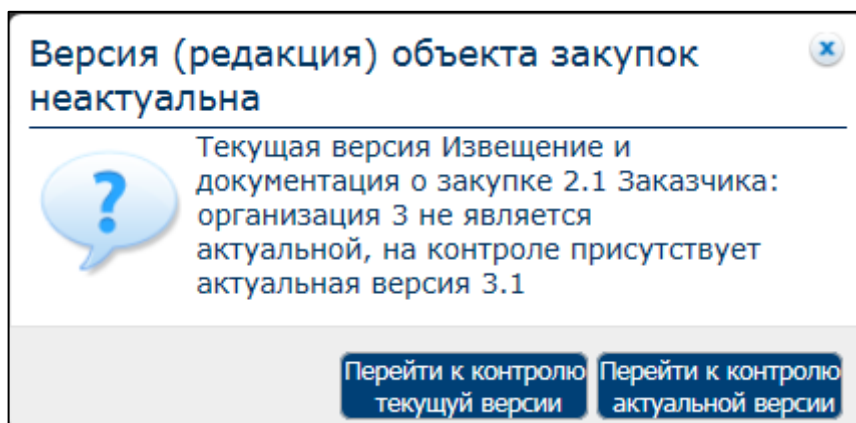 Версия (редакция) объекта закупок
неактуальна
Текущая версия Извещение и
документация о закупке 2.1 Заказчика:
организация 3 не является
актуальной, на контроле присутствует
актуальная версия 3.1
Перейти к контролю
текущуй версии
Перейти к контролю
актуальной версии